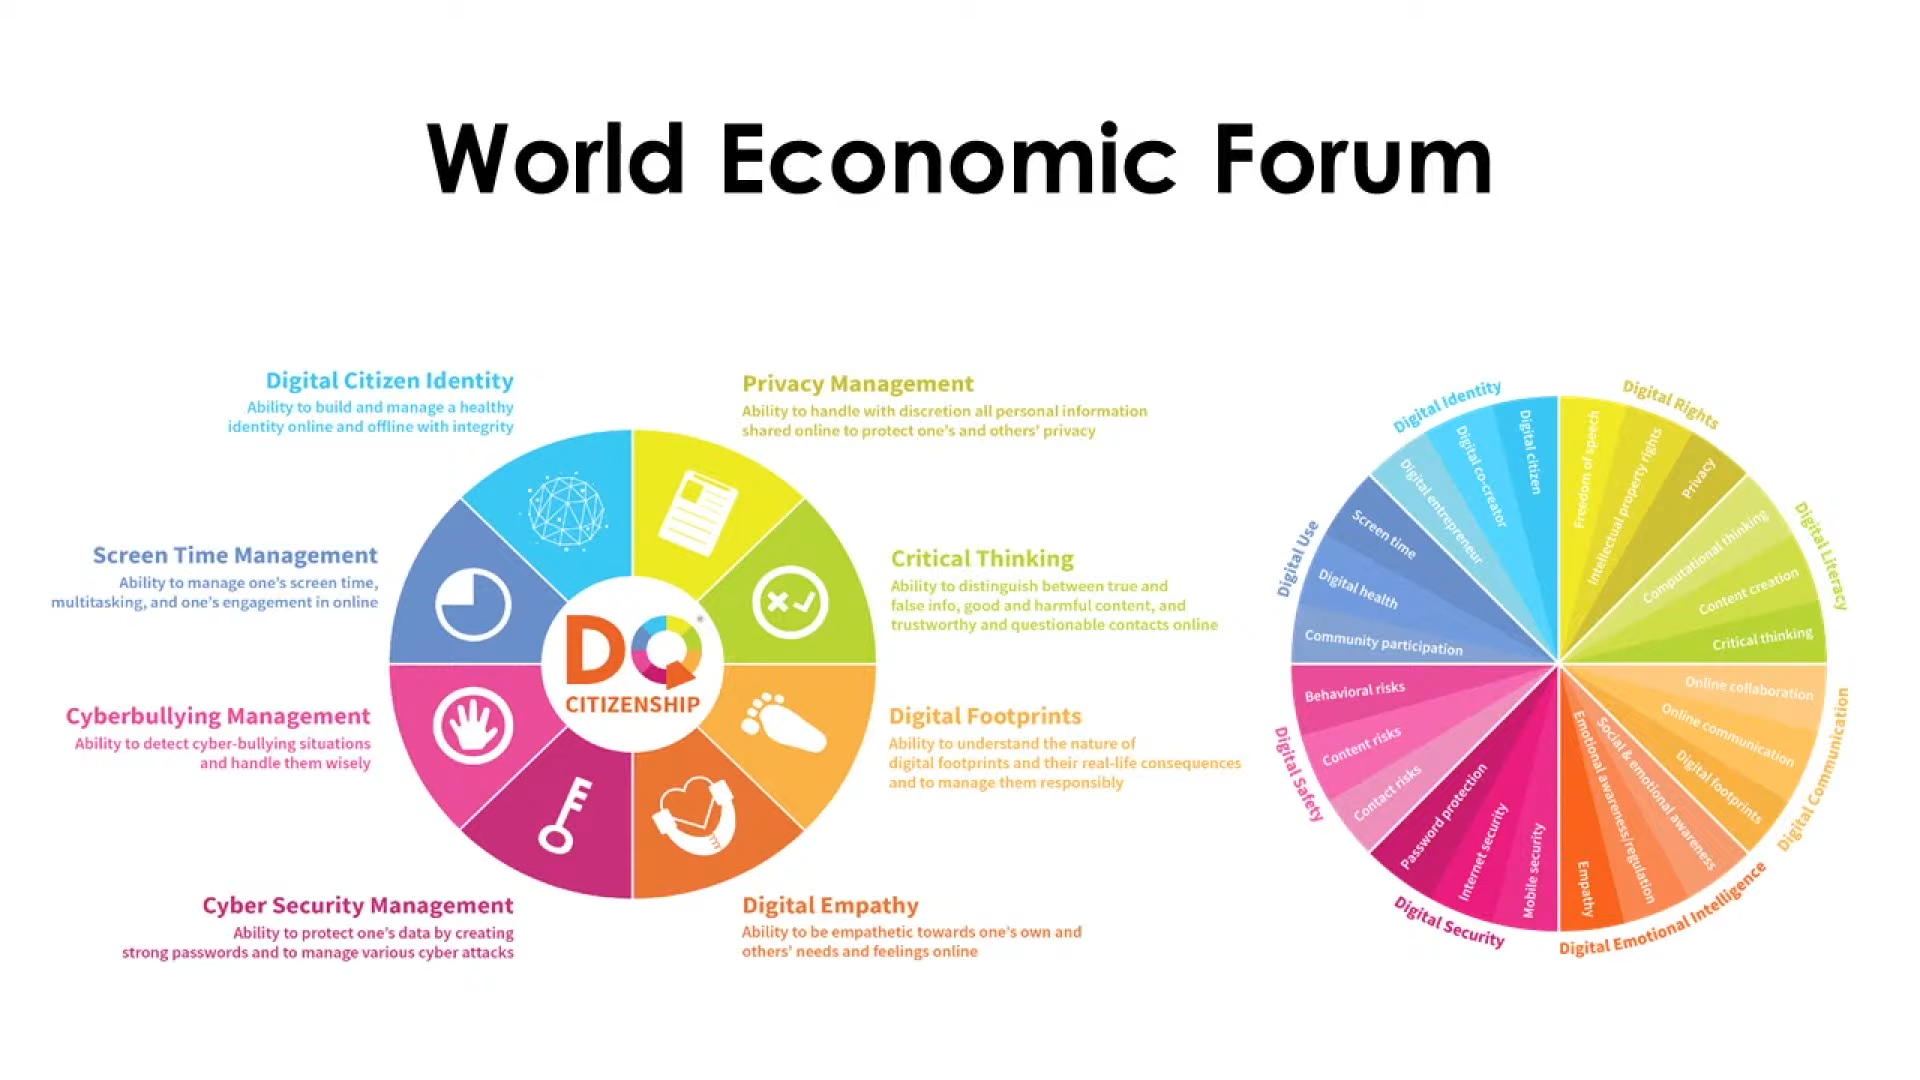 World Economic Forum
Digital Citizen Identity
Ability to build and manage a healthy
identity online and offline with integrity
Privacy Management
Ability to handle with discretion all personal information
shared online to protect one's and others' privacy
Screen Time Management
Ability to manage one's screen time,
multitasking, and one's engagement in online
Critical Thinking
Ability to distinguish between true and
false info, good and harmful content, and
trustworthy and questionable contacts online
Cyberbullying Management
Ability to detect cyber-bullying situations
and handle them wisely
Digital Footprints
Ability to understand the nature of
digital footprints and their real-life consequences
and to manage them responsibly
Cyber Security Management
Ability to protect one's data by creating
strong passwords and to manage various cyber attacks
Digital Empathy
Ability to be empathetic towards one's own and
others' needs and feelings online
DQ ®
CITIZENSHIP
Digital Identity
Digital entrepreneur
Digital co-creator
Digital citizen
Digital Rights
Freedom of speech
Intellectual property rights
Privacy
Digital Literacy
Computational thinking
Content creation
Critical thinking
Digital Communication
Online collaboration
Online communication
Digital footprints
Digital Emotional Intelligence
Social & emotional awareness
Emotional awareness/regulation
Empathy
Digital Security
Mobile security
Internet security
Password protection
Digital Safety
Contact risks
Content risks
Behavioral risks
Digital Use
Community participation
Digital health
Screen time